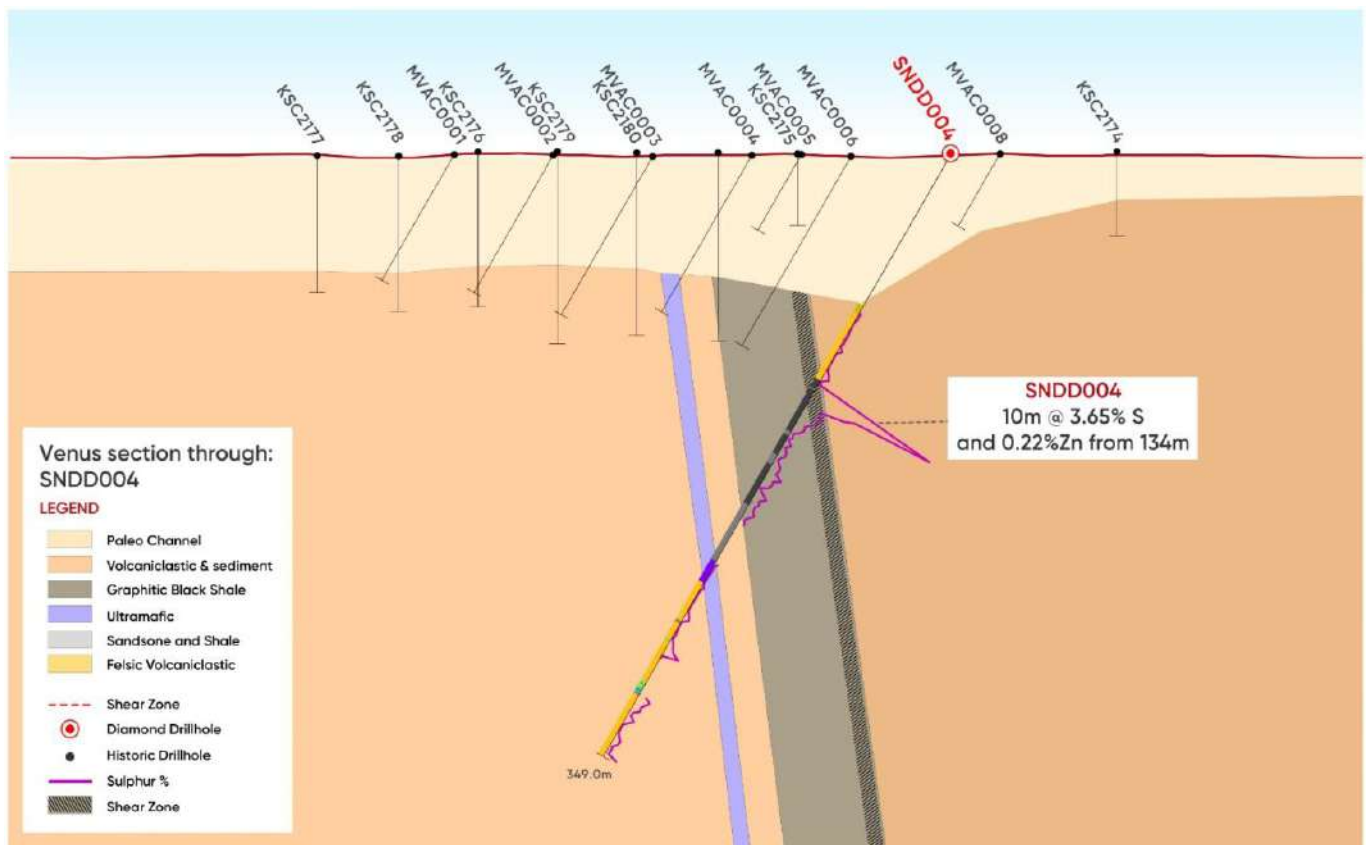 KSC2177
KSC2178
MVAC0001
KSC2176
MVAC0002
KSC2179
MVAC0003
KSC2180
MVAC0004
MVAC0005
KSC2175
MVAC0006
SNDD004
MVAC0008
KSC2174
SNDD004
10m @ 3.65% S
and 0.22%Zn from 134m
Venus section through:
SNDD004
LEGEND
Paleo Channel
Volcaniclastic & sediment
Graphitic Black Shale
Ultramafic
Sandsone and Shale
Felsic Volcaniclastic
Shear Zone
Diamond Drillhole
Historic Drillhole
Sulphur %
Shear Zone
349.0m